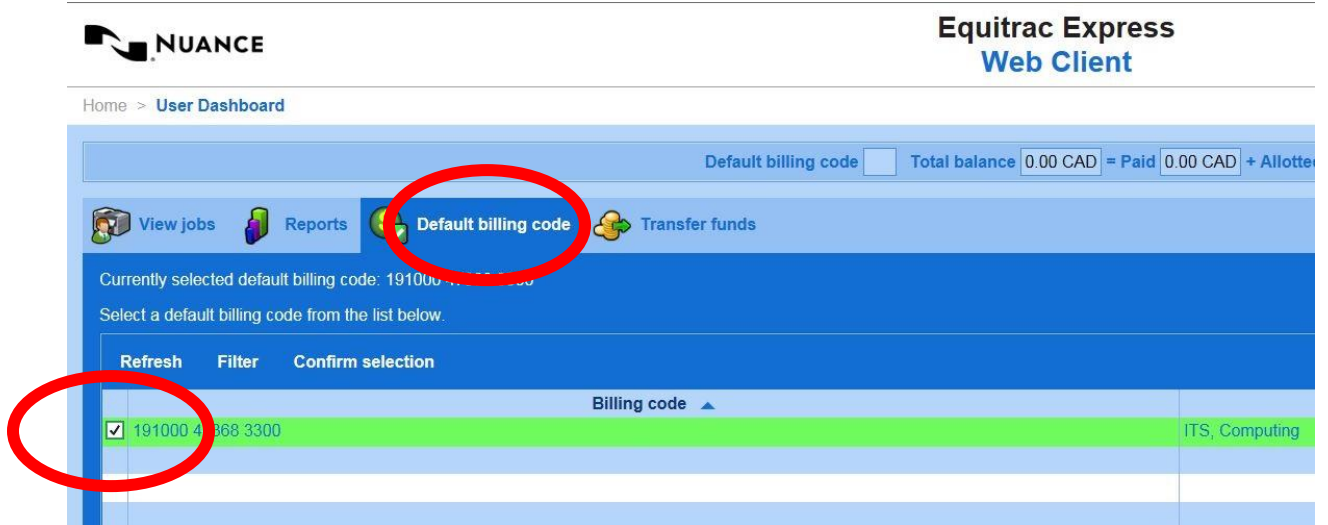 NUANCE
Equitrac Express
Web Client
Home > User Dashboard
Default billing code Total balance 0.00 CAD = Paid 0.00 CAD + Allotte
View jobs Reports Default billing code Transfer funds
Currently selected default billing code: 191000
Select a default billing code from the list below.
Refresh Filter Confirm selection
Billing code
191000 3300
ITS, Computing